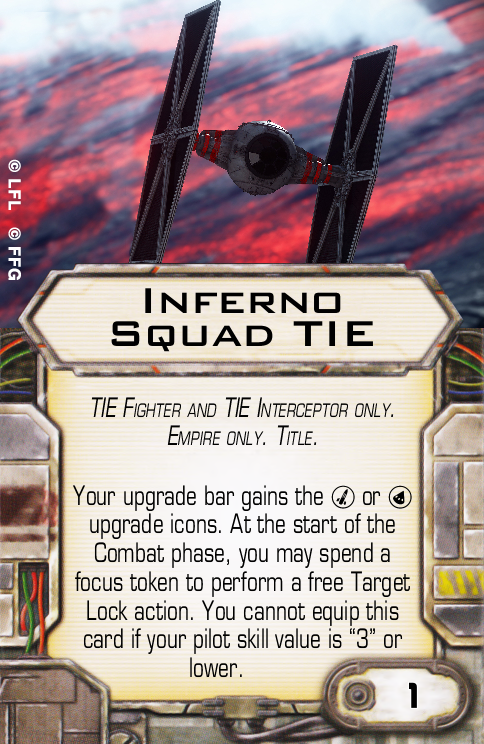 © LFL © FFG
Inferno
Squad TIE
TIE Fighter and TIE Interceptor only.
Empire only. Title.
Your upgrade bar gains the or
upgrade icons. At the start of the
Combat phase, you may spend a
focus token to perform a free Target
Lock action. You cannot equip this
card if your pilot skill value is “3” or
lower.
1